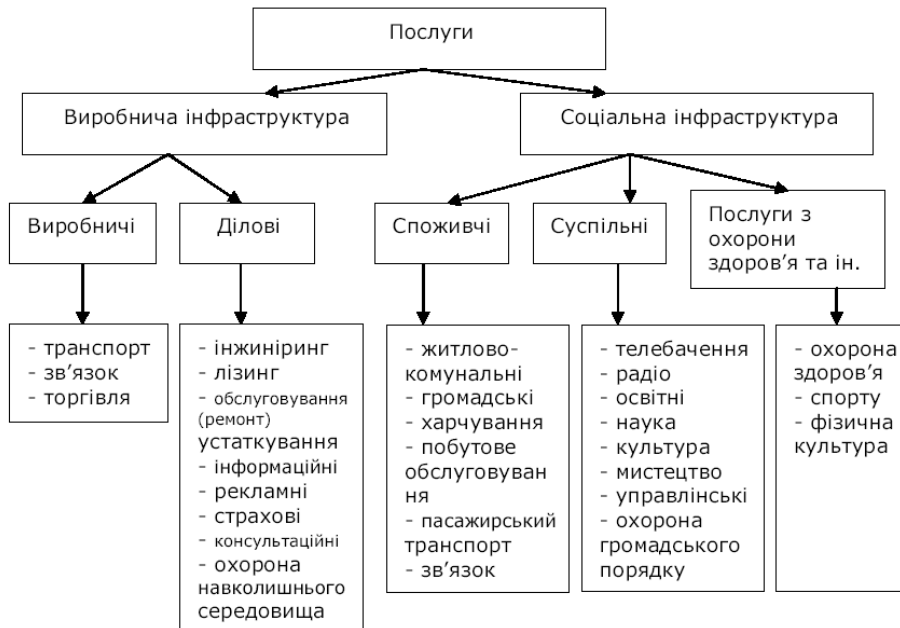 Послуги
Виробнича інфраструктура
Соціальна інфраструктура
Виробничі
Ділові
Споживчі
Суспільні
Послуги з
охорони
здоров’я та ін.
- транспорт
- зв’язок
- торгівля
- інжиніринг
- лізинг
- обслуговування
(ремонт)
устаткування
- інформаційні
- рекламні
- страхові
- консультаційні
- охорона
навколишнього
середовища
- житлово-
комунальні
- громадські
- харчування
- побутове
обслуговуван
ня
- пасажирський
транспорт
- зв’язок
- телебачення
- радіо
- освітні
- наука
- культура
- мистецтво
- управлінські
- охорона
громадського
порядку
- охорона
здоров’я
- спорту
- фізична
культура